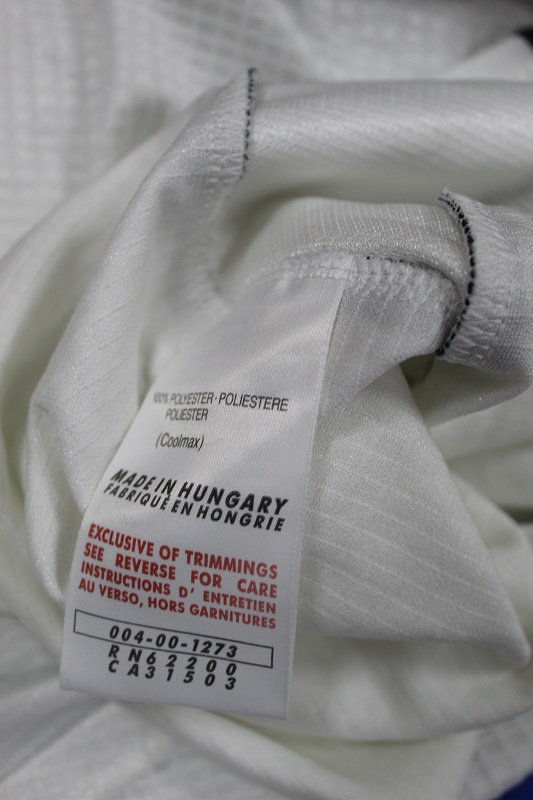 100% POLYESTER·POLIESTERE
POLIESTER
(Coolmax)
MADE IN HUNGARY
FABRIQUÉ EN HONGRIE
EXCLUSIVE OF TRIMMINGS
SEE REVERSE FOR CARE
INSTRUCTIONS D' ENTRETIEN
AU VERSO, HORS GARNITURES
004-00-1273
RN62200
CA31503